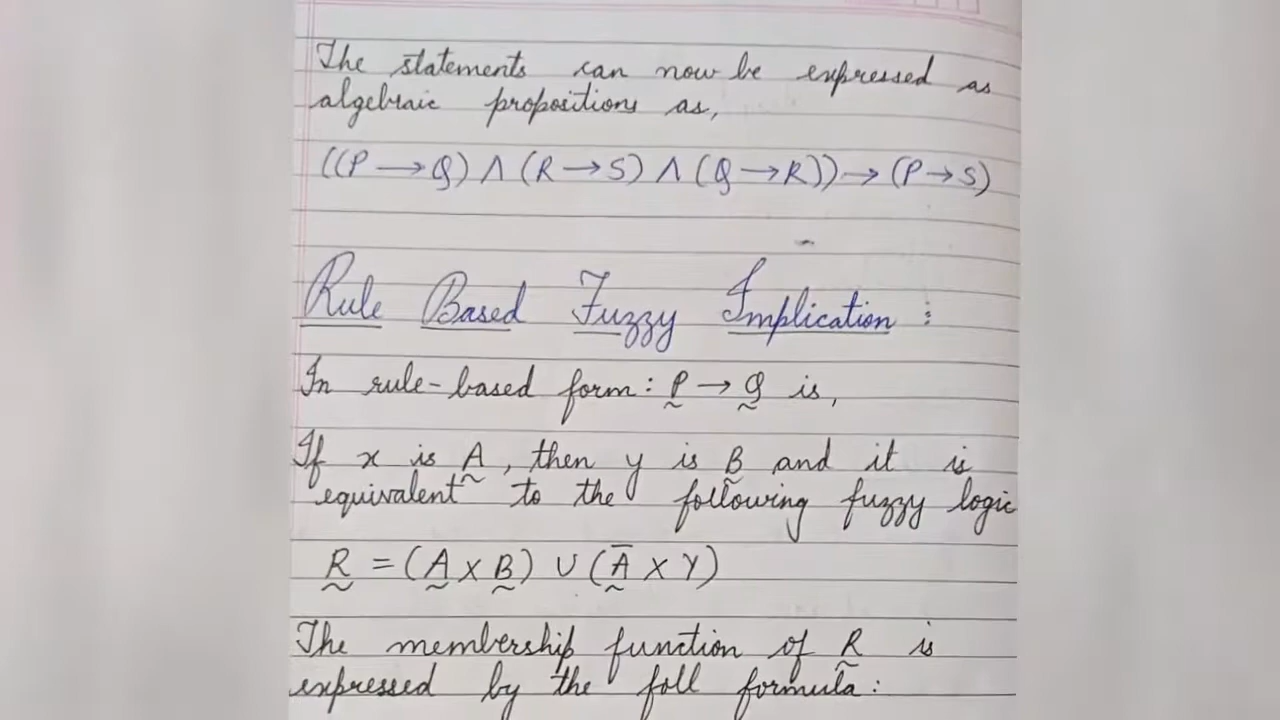 The statements can now be expressed as
algebraic propositions as,
((P → Q) ∧ (R → S) ∧ (Q → R)) → (P → S)
Rule Based Fuzzy Implication :
In rule-based form : P̰ → Q̰ is,
If x is A̰, then y is B̰ and it is
equivalent to the following fuzzy logic
R̰ = (A̰ × B̰) ∪ (Ā̰ × Y)
The membership function of R̰ is
expressed by the foll formula :